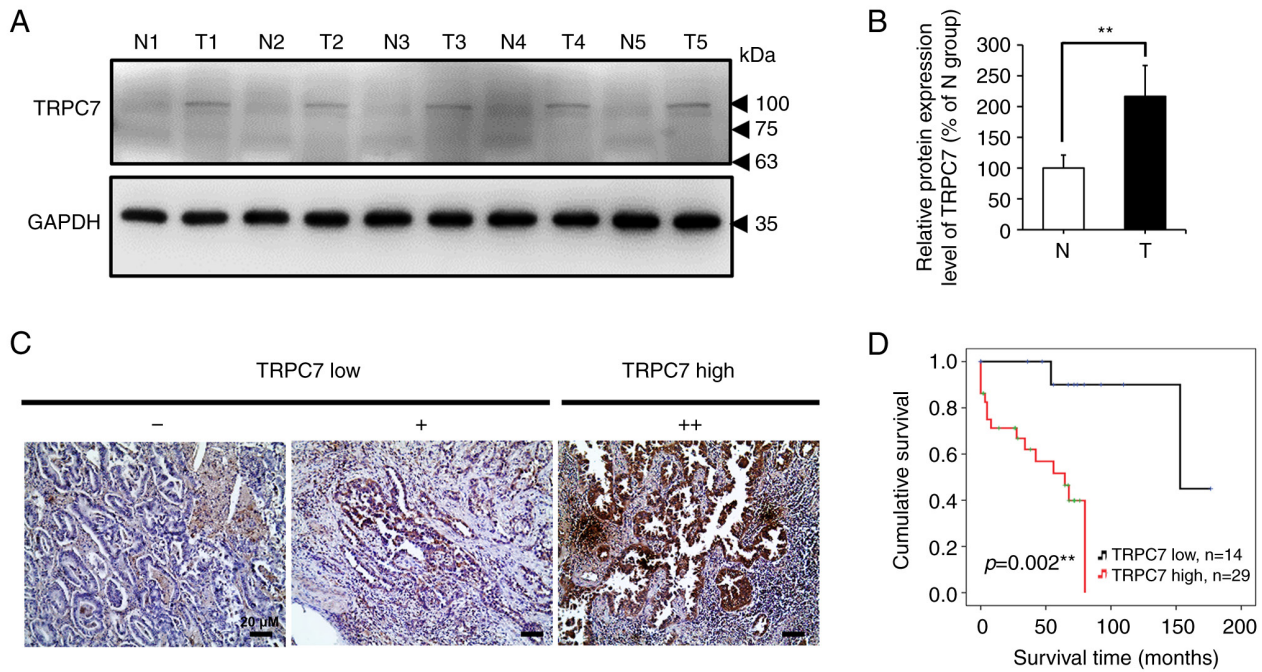 A
N1 T1 N2 T2 N3 T3 N4 T4 N5 T5
kDa
TRPC7
100
75
63
GAPDH
35
B
Relative protein expression
level of TRPC7 (% of N group)
300
250
200
150
100
50
0
**
N T
C
TRPC7 low TRPC7 high
– + ++
20 µM
D
Cumulative survival
1.0
0.8
0.6
0.4
0.2
0.0
p=0.002**
TRPC7 low, n=14
TRPC7 high, n=29
0 50 100 150 200
Survival time (months)